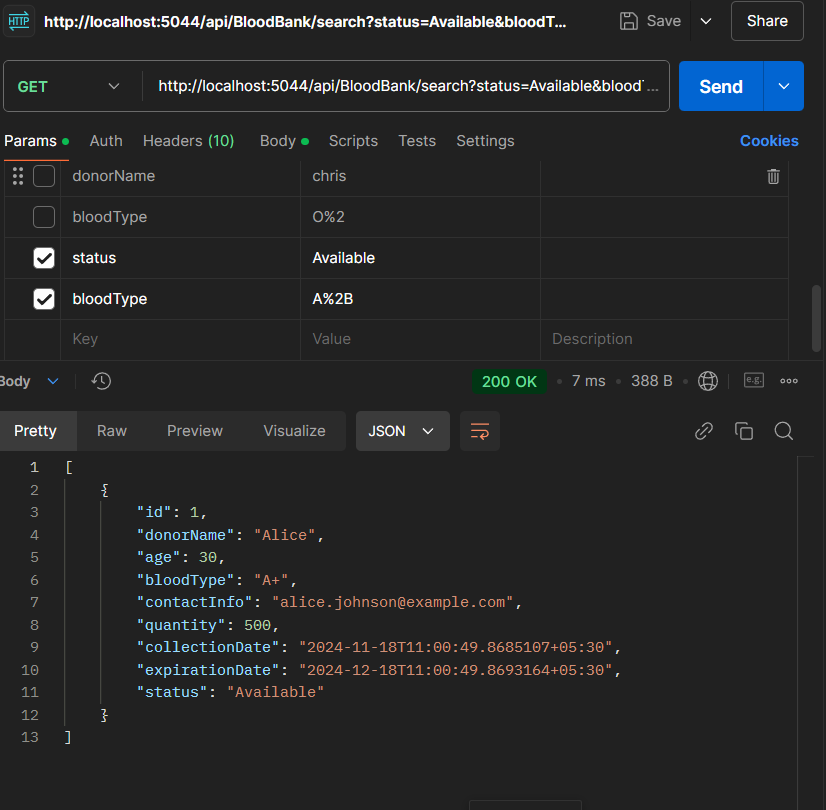 HTTP http://localhost:5044/api/BloodBank/search?status=Available&bloodT... Save Share
GET http://localhost:5044/api/BloodBank/search?status=Available&blood'... Send
Params Auth Headers (10) Body Scripts Tests Settings Cookies
donorName chris
bloodType O%2
status Available
bloodType A%2B
Key Value Description
Body 200 OK 7 ms 388 B e.g.
Pretty Raw Preview Visualize JSON
1 [
2 {
3 "id": 1,
4 "donorName": "Alice",
5 "age": 30,
6 "bloodType": "A+",
7 "contactInfo": "alice.johnson@example.com",
8 "quantity": 500,
9 "collectionDate": "2024-11-18T11:00:49.8685107+05:30",
10 "expirationDate": "2024-12-18T11:00:49.8693164+05:30",
11 "status": "Available"
12 }
13 ]